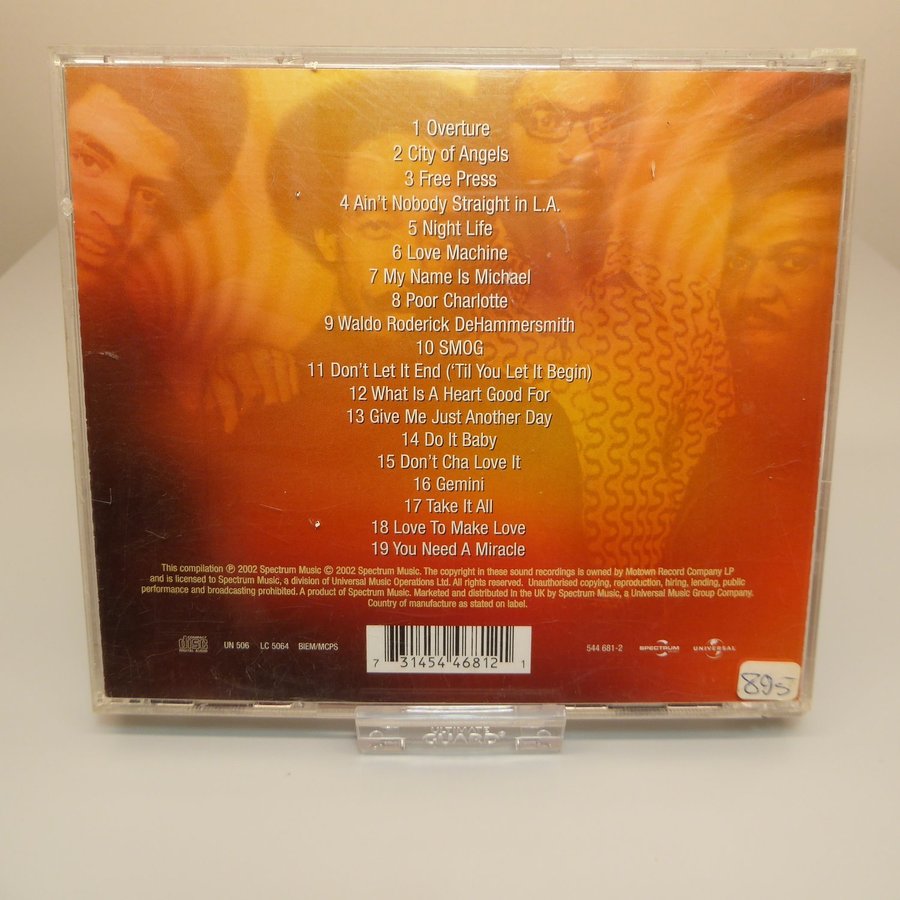 1 Overture
2 City of Angels
3 Free Press
4 Ain't Nobody Straight in L.A.
5 Night Life
6 Love Machine
7 My Name Is Michael
8 Poor Charlotte
9 Waldo Roderick DeHammersmith
10 SMOG
11 Don't Let It End ('Til You Let It Begin)
12 What Is A Heart Good For
13 Give Me Just Another Day
14 Do It Baby
15 Don't Cha Love It
16 Gemini
17 Take It All
18 Love To Make Love
19 You Need A Miracle
This compilation ℗ 2002 Spectrum Music © 2002 Spectrum Music. The copyright in these sound recordings is owned by Motown Record Company LP
and is licensed to Spectrum Music, a division of Universal Music Operations Ltd. All rights reserved. Unauthorised copying, reproduction, hiring, lending, public
performance and broadcasting prohibited. A product of Spectrum Music. Marketed and distributed in the UK by Spectrum Music, a Universal Music Group Company.
Country of manufacture as stated on label.
COMPACT
disc
DIGITAL AUDIO
UN 506 LC 5064 BIEM/MCPS
7 31454 46812 1
544 681-2
SPECTRUM
UNIVERSAL
895
ULTIMATE
GUARD